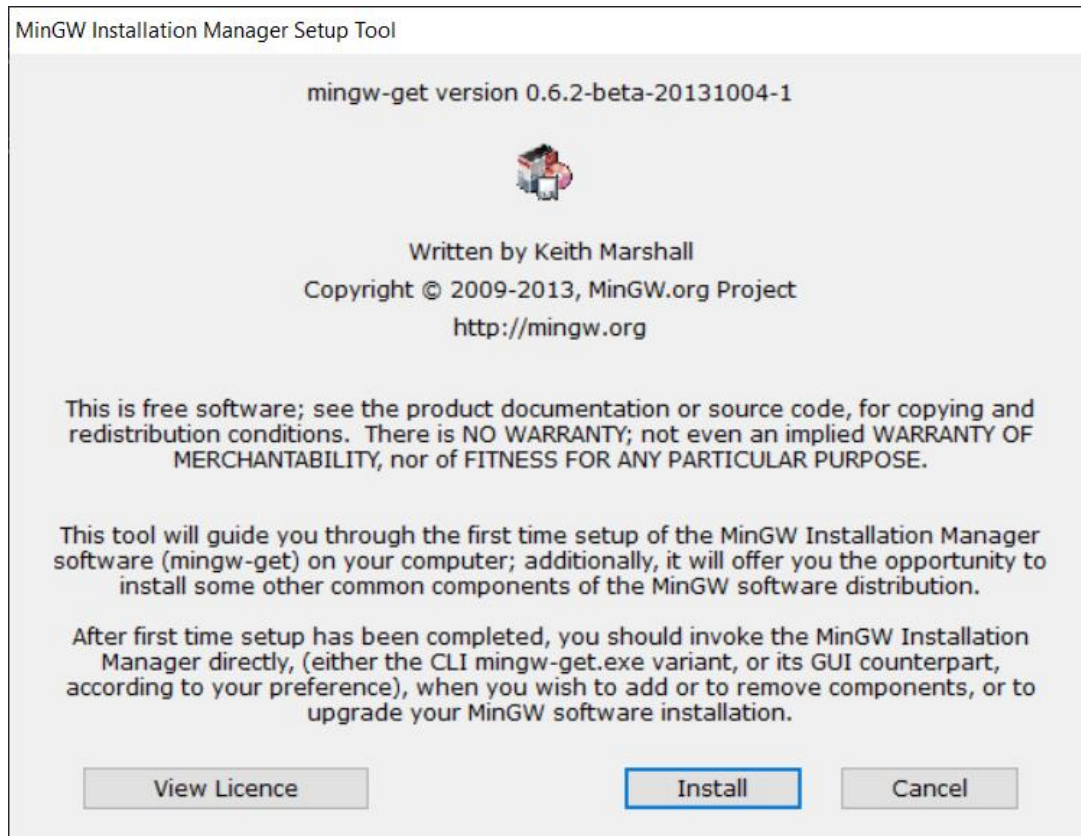 MinGW Installation Manager Setup Tool
mingw-get version 0.6.2-beta-20131004-1
Written by Keith Marshall
Copyright © 2009-2013, MinGW.org Project
http://mingw.org
This is free software; see the product documentation or source code, for copying and
redistribution conditions.  There is NO WARRANTY; not even an implied WARRANTY OF
MERCHANTABILITY, nor of FITNESS FOR ANY PARTICULAR PURPOSE.
This tool will guide you through the first time setup of the MinGW Installation Manager
software (mingw-get) on your computer; additionally, it will offer you the opportunity to
install some other common components of the MinGW software distribution.
After first time setup has been completed, you should invoke the MinGW Installation
Manager directly, (either the CLI mingw-get.exe variant, or its GUI counterpart,
according to your preference), when you wish to add or to remove components, or to
upgrade your MinGW software installation.
View Licence Install Cancel